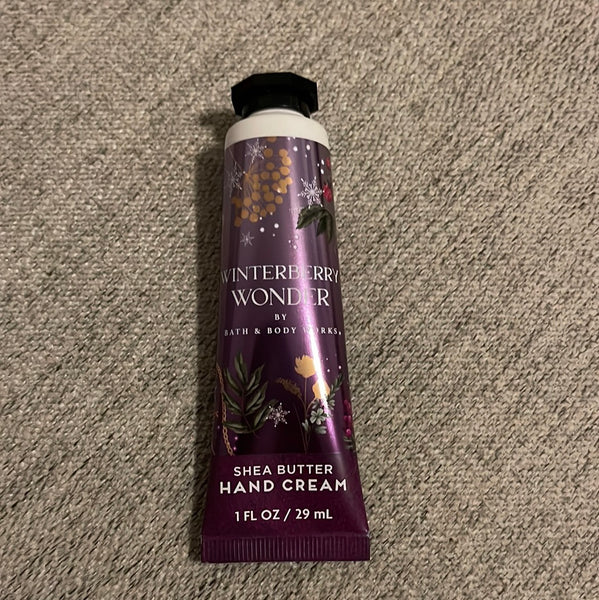 WINTERBERRY
WONDER
BY
BATH & BODY WORKS
SHEA BUTTER
HAND CREAM
1 FL OZ / 29 mL